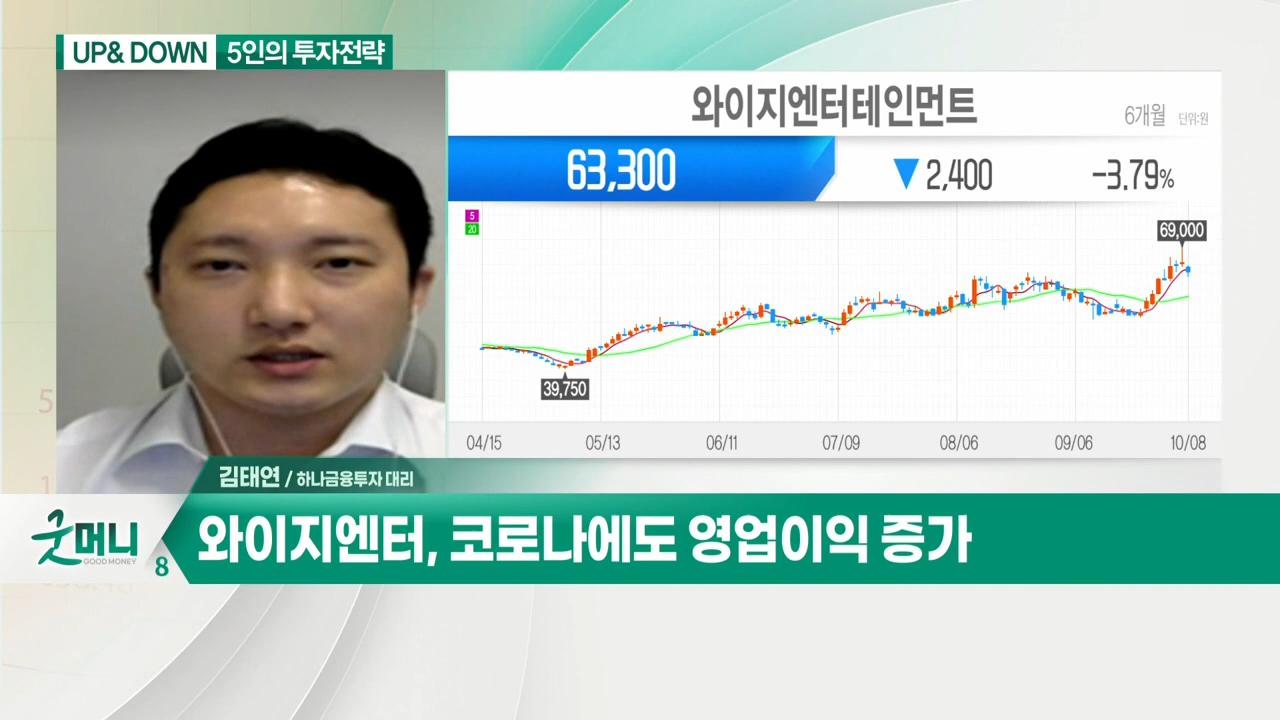 UP& DOWN 5인의 투자전략
와이지엔터테인먼트
6개월 단위:원
63,300 ▼2,400 -3.79%
5
20
69,000
39,750
04/15 05/13 06/11 07/09 08/06 09/06 10/08
김태연 / 하나금융투자 대리
굿머니
GOOD MONEY
8
와이지엔터, 코로나에도 영업이익 증가